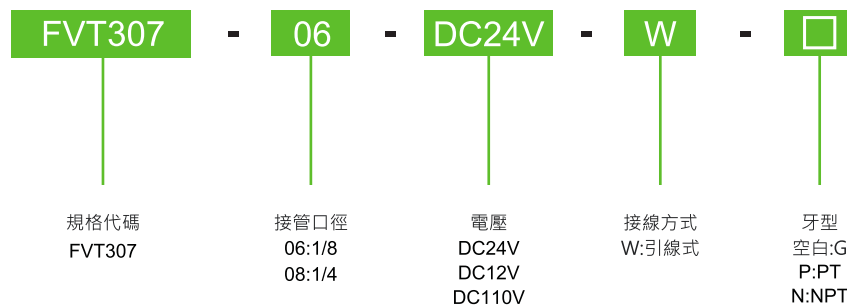 FVT307 - 06 - DC24V - W - □
規格代碼
FVT307
接管口徑
06:1/8
08:1/4
電壓
DC24V
DC12V
DC110V
接線方式
W:引線式
牙型
空白:G
P:PT
N:NPT